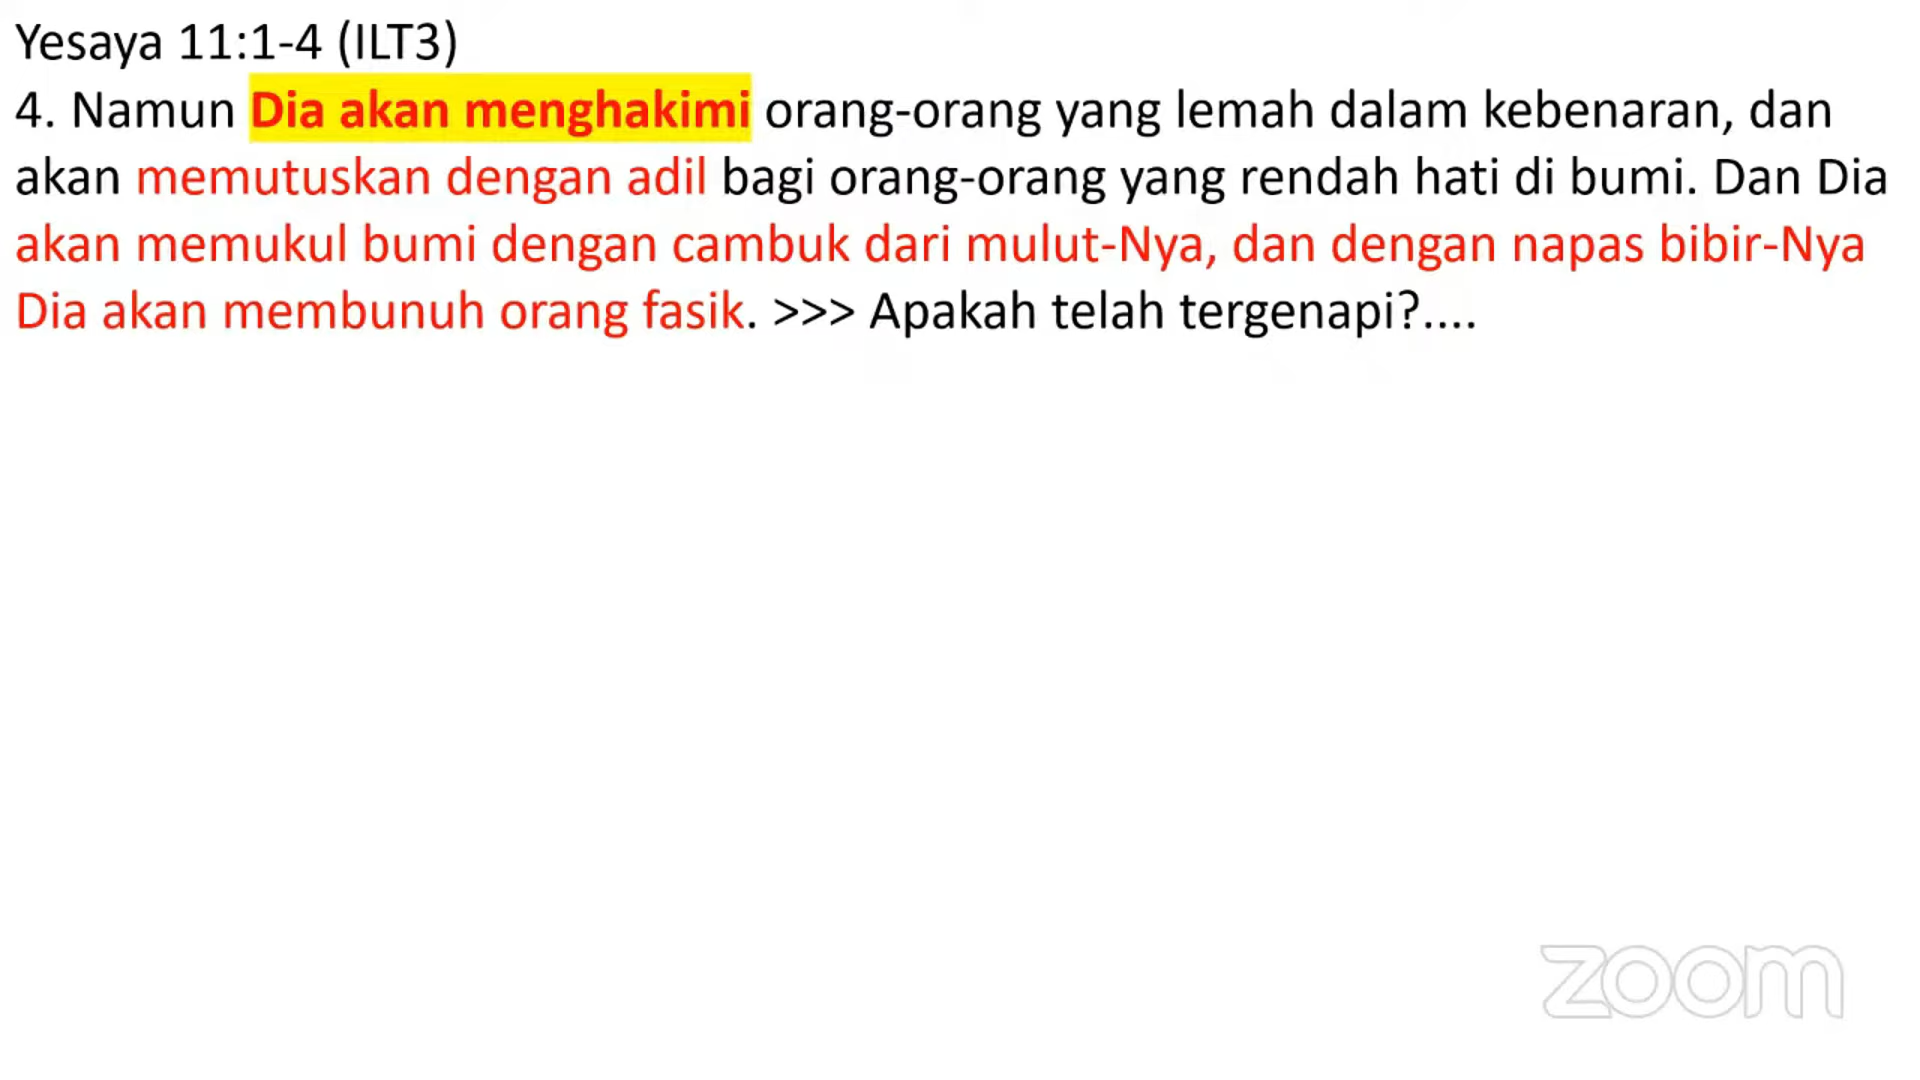 Yesaya 11:1-4 (ILT3)
4. Namun Dia akan menghakimi orang-orang yang lemah dalam kebenaran, dan
akan memutuskan dengan adil bagi orang-orang yang rendah hati di bumi. Dan Dia
akan memukul bumi dengan cambuk dari mulut-Nya, dan dengan napas bibir-Nya
Dia akan membunuh orang fasik. >>> Apakah telah tergenapi?....
zoom